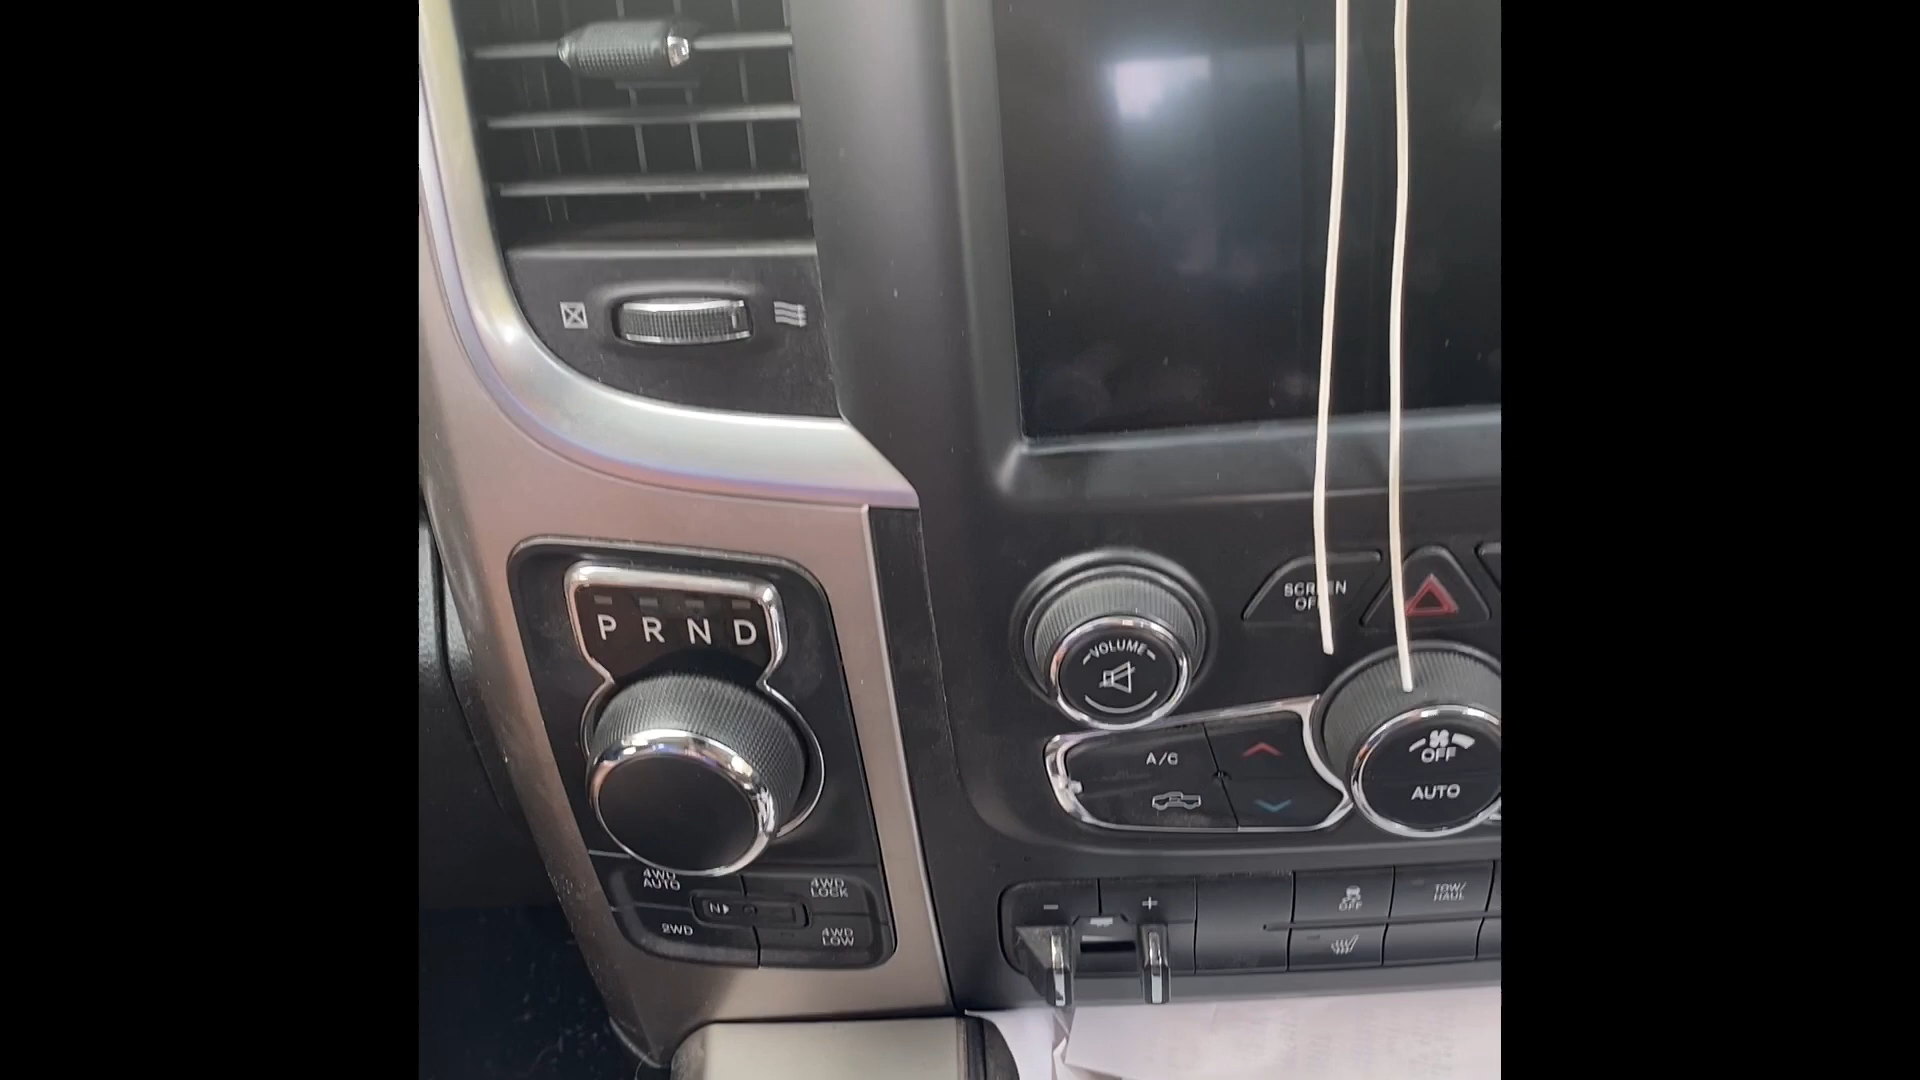 P R N D
VOLUME
SCREEN
OFF
A/C
OFF
AUTO
4WD
AUTO
4WD
LOCK
N
2WD
4WD
LOW
- +
OFF
TOW/
HAUL